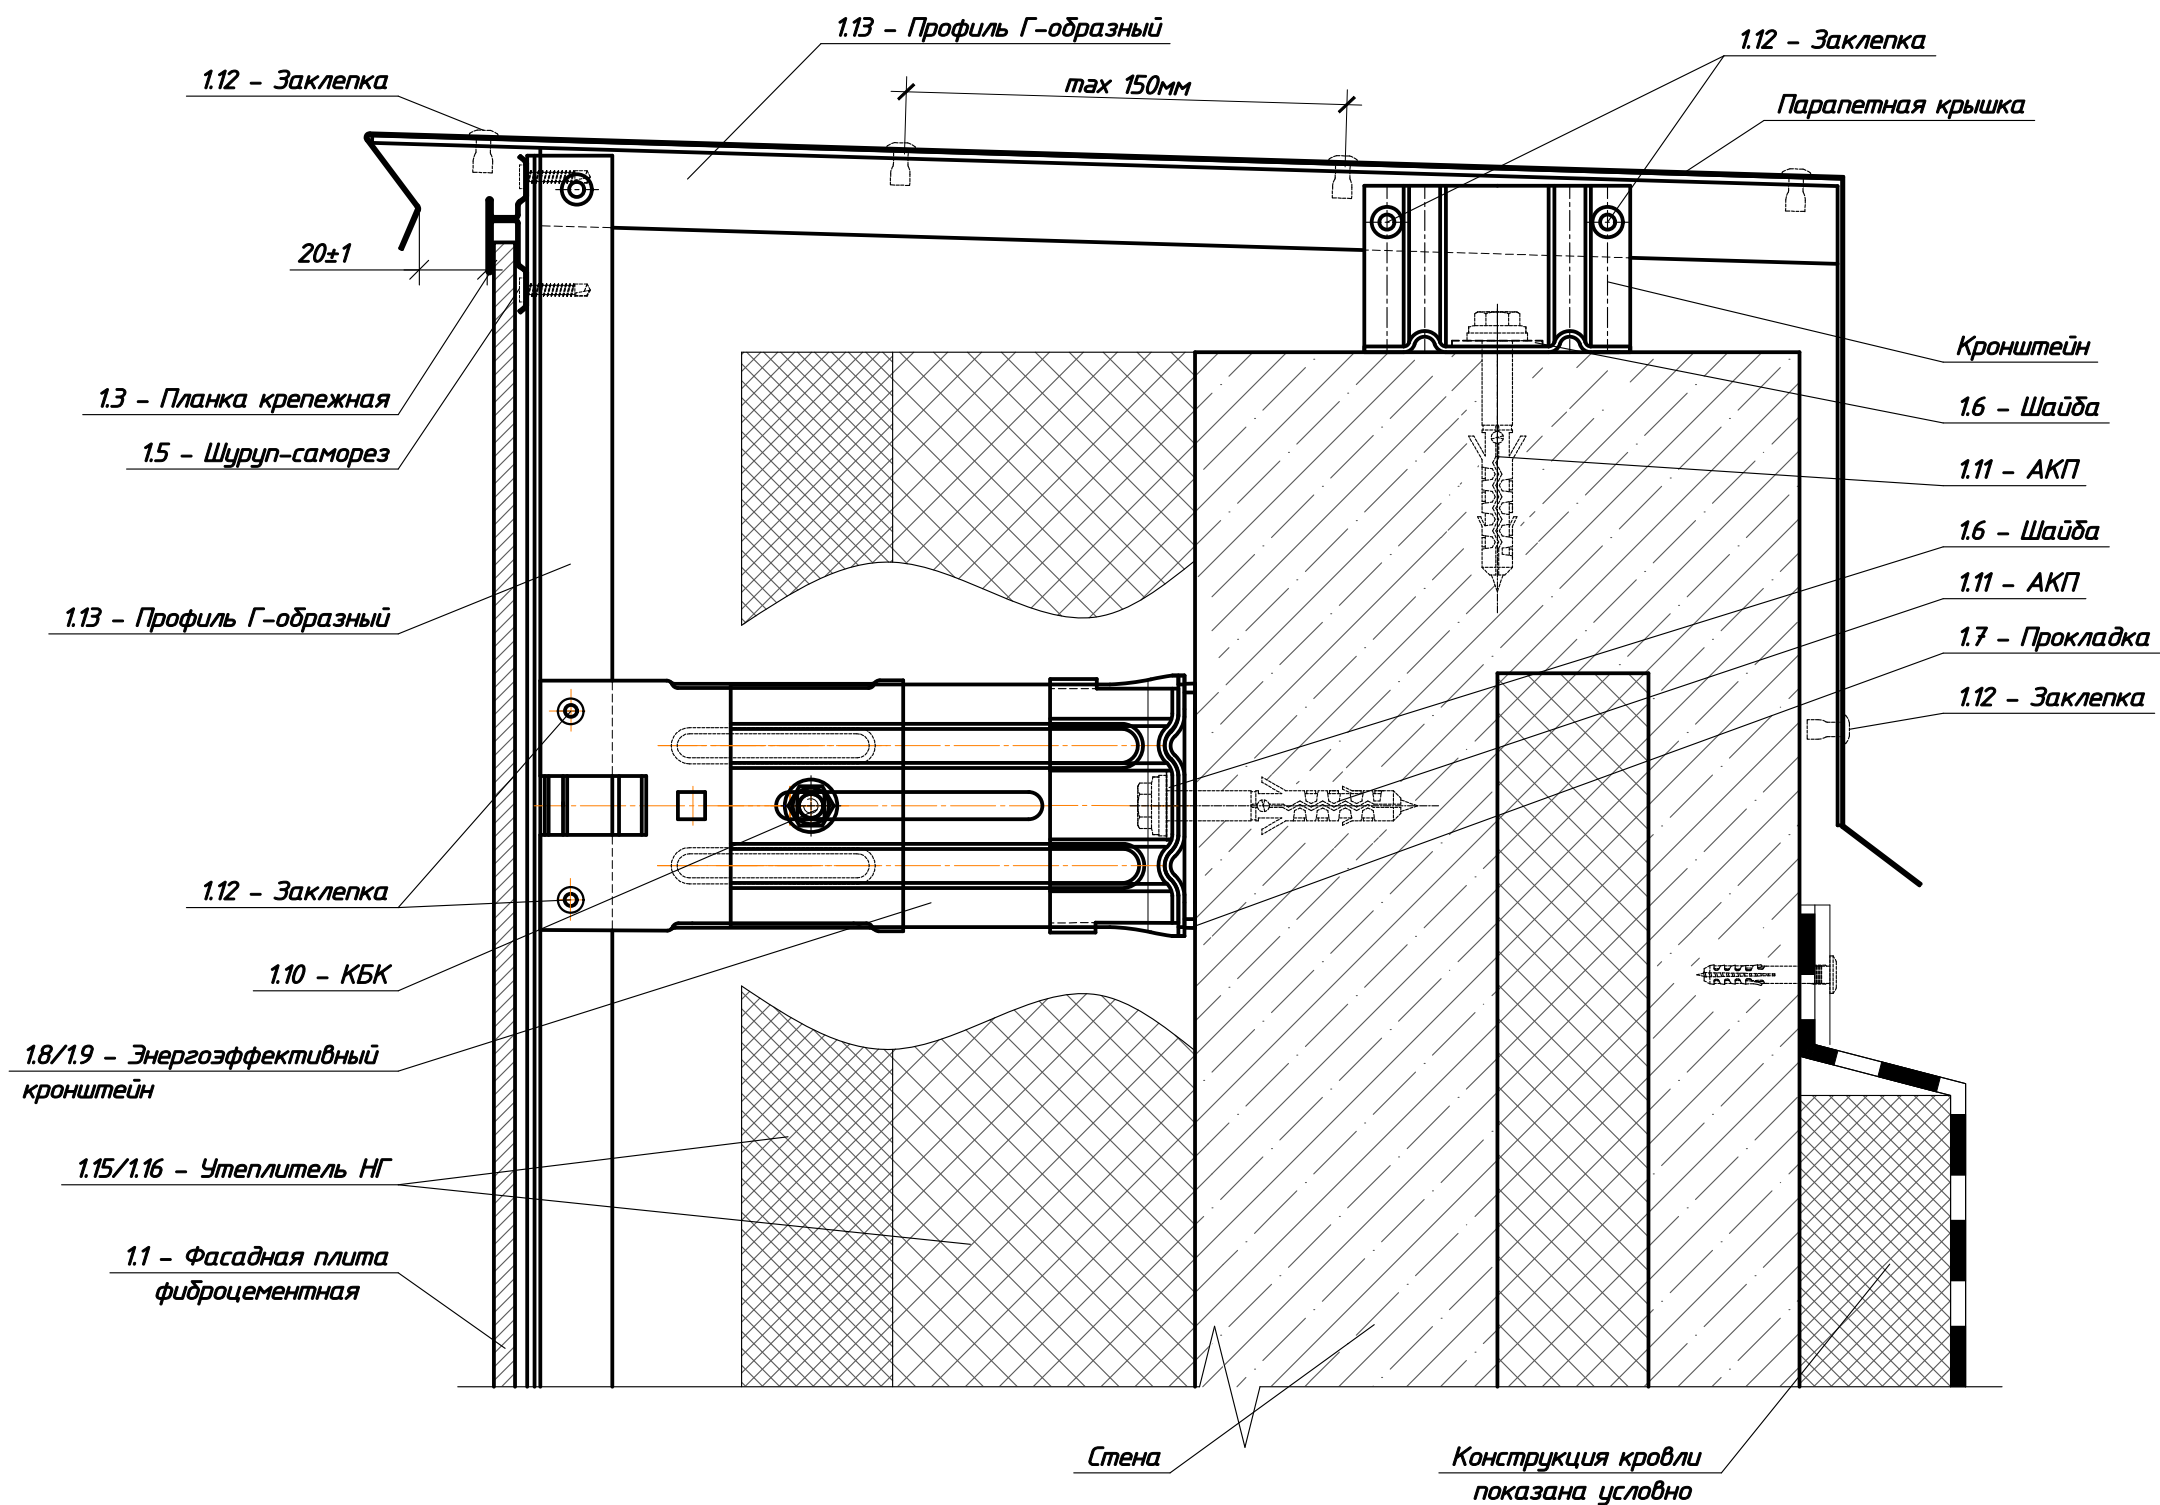 1.13 - Профиль Г-образный
1.12 - Заклепка
1.12 - Заклепка
max 150мм
Парапетная крышка
20±1
Кронштейн
1.3 - Планка крепежная
1.6 - Шайба
1.5 - Шуруп-саморез
1.11 - АКП
1.6 - Шайба
1.11 - АКП
1.13 - Профиль Г-образный
1.7 - Прокладка
1.12 - Заклепка
1.12 - Заклепка
1.10 - КБК
1.8/1.9 - Энергоэффективный
кронштейн
1.15/1.16 - Утеплитель НГ
1.1 - Фасадная плита
фиброцементная
Стена
Конструкция кровли
показана условно